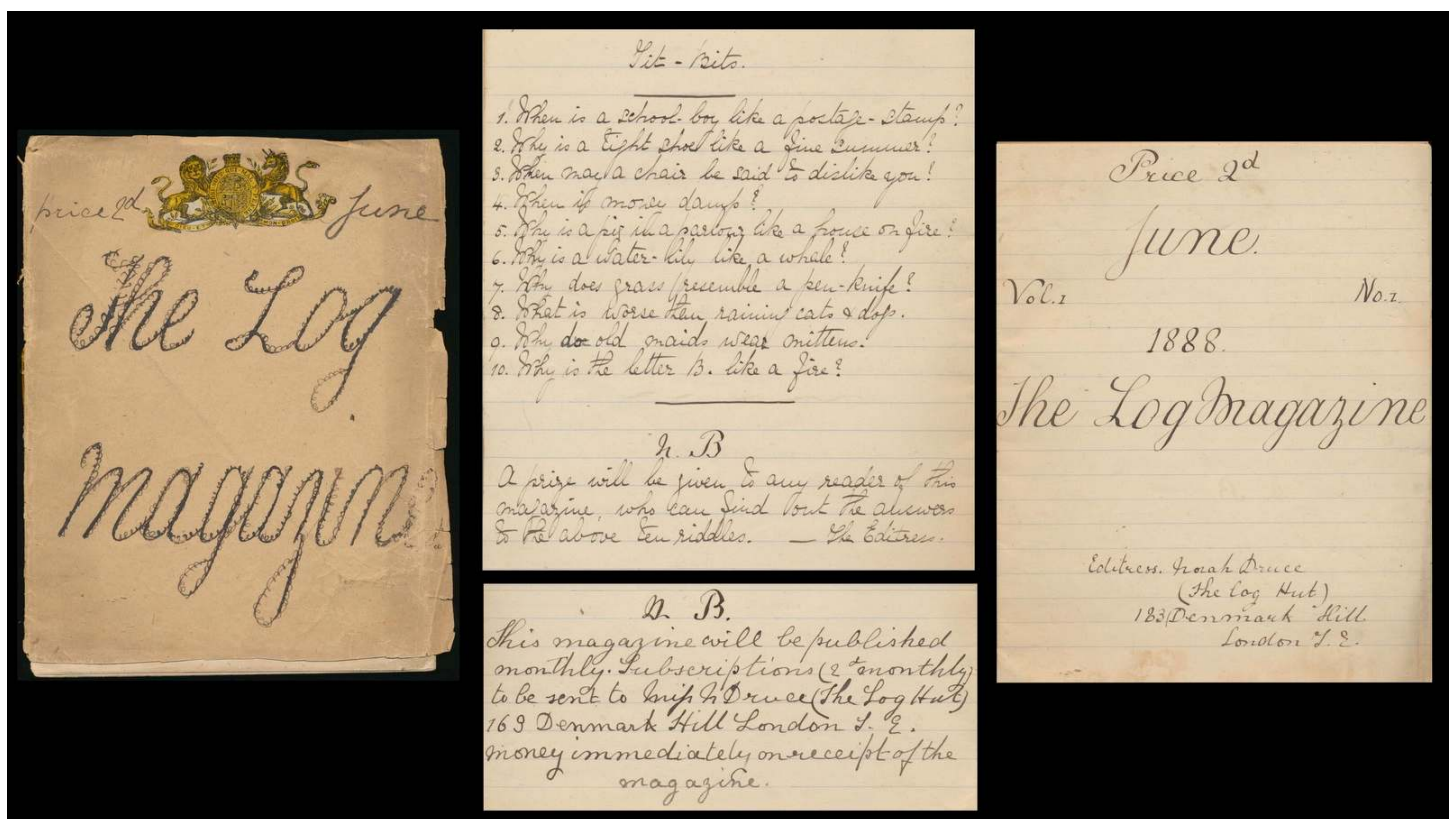 price 2d. June
The Log
Magazine
Tit-Bits.
1. When is a school-boy like a postage-stamp?
2. Why is a tight shoe like a fine summer?
3. When may a chair be said to dislike you?
4. When is money damp?
5. Why is a pig in a parlour like a house on fire?
6. Why is a water-lily like a whale?
7. Why does grass resemble a pen-knife?
8. What is worse than raining cats & dogs.
9. Why do old maids wear mittens.
10. Why is the letter B. like a fire?
N. B
A prize will be given to any reader of this
magazine, who can find out the answers
to the above ten riddles. — The Editress.
N. B.
This magazine will be published
monthly. Subscriptions (2d monthly)
to be sent to Miss N Druce (The Log Hut)
169 Denmark Hill London S. E.
money immediately on receipt of the
magazine.
Price 2d
June.
Vol. 1 No. 1.
1888.
The Log Magazine
Editress. Norah Druce
(The Log Hut)
183 Denmark Hill
London S. E.